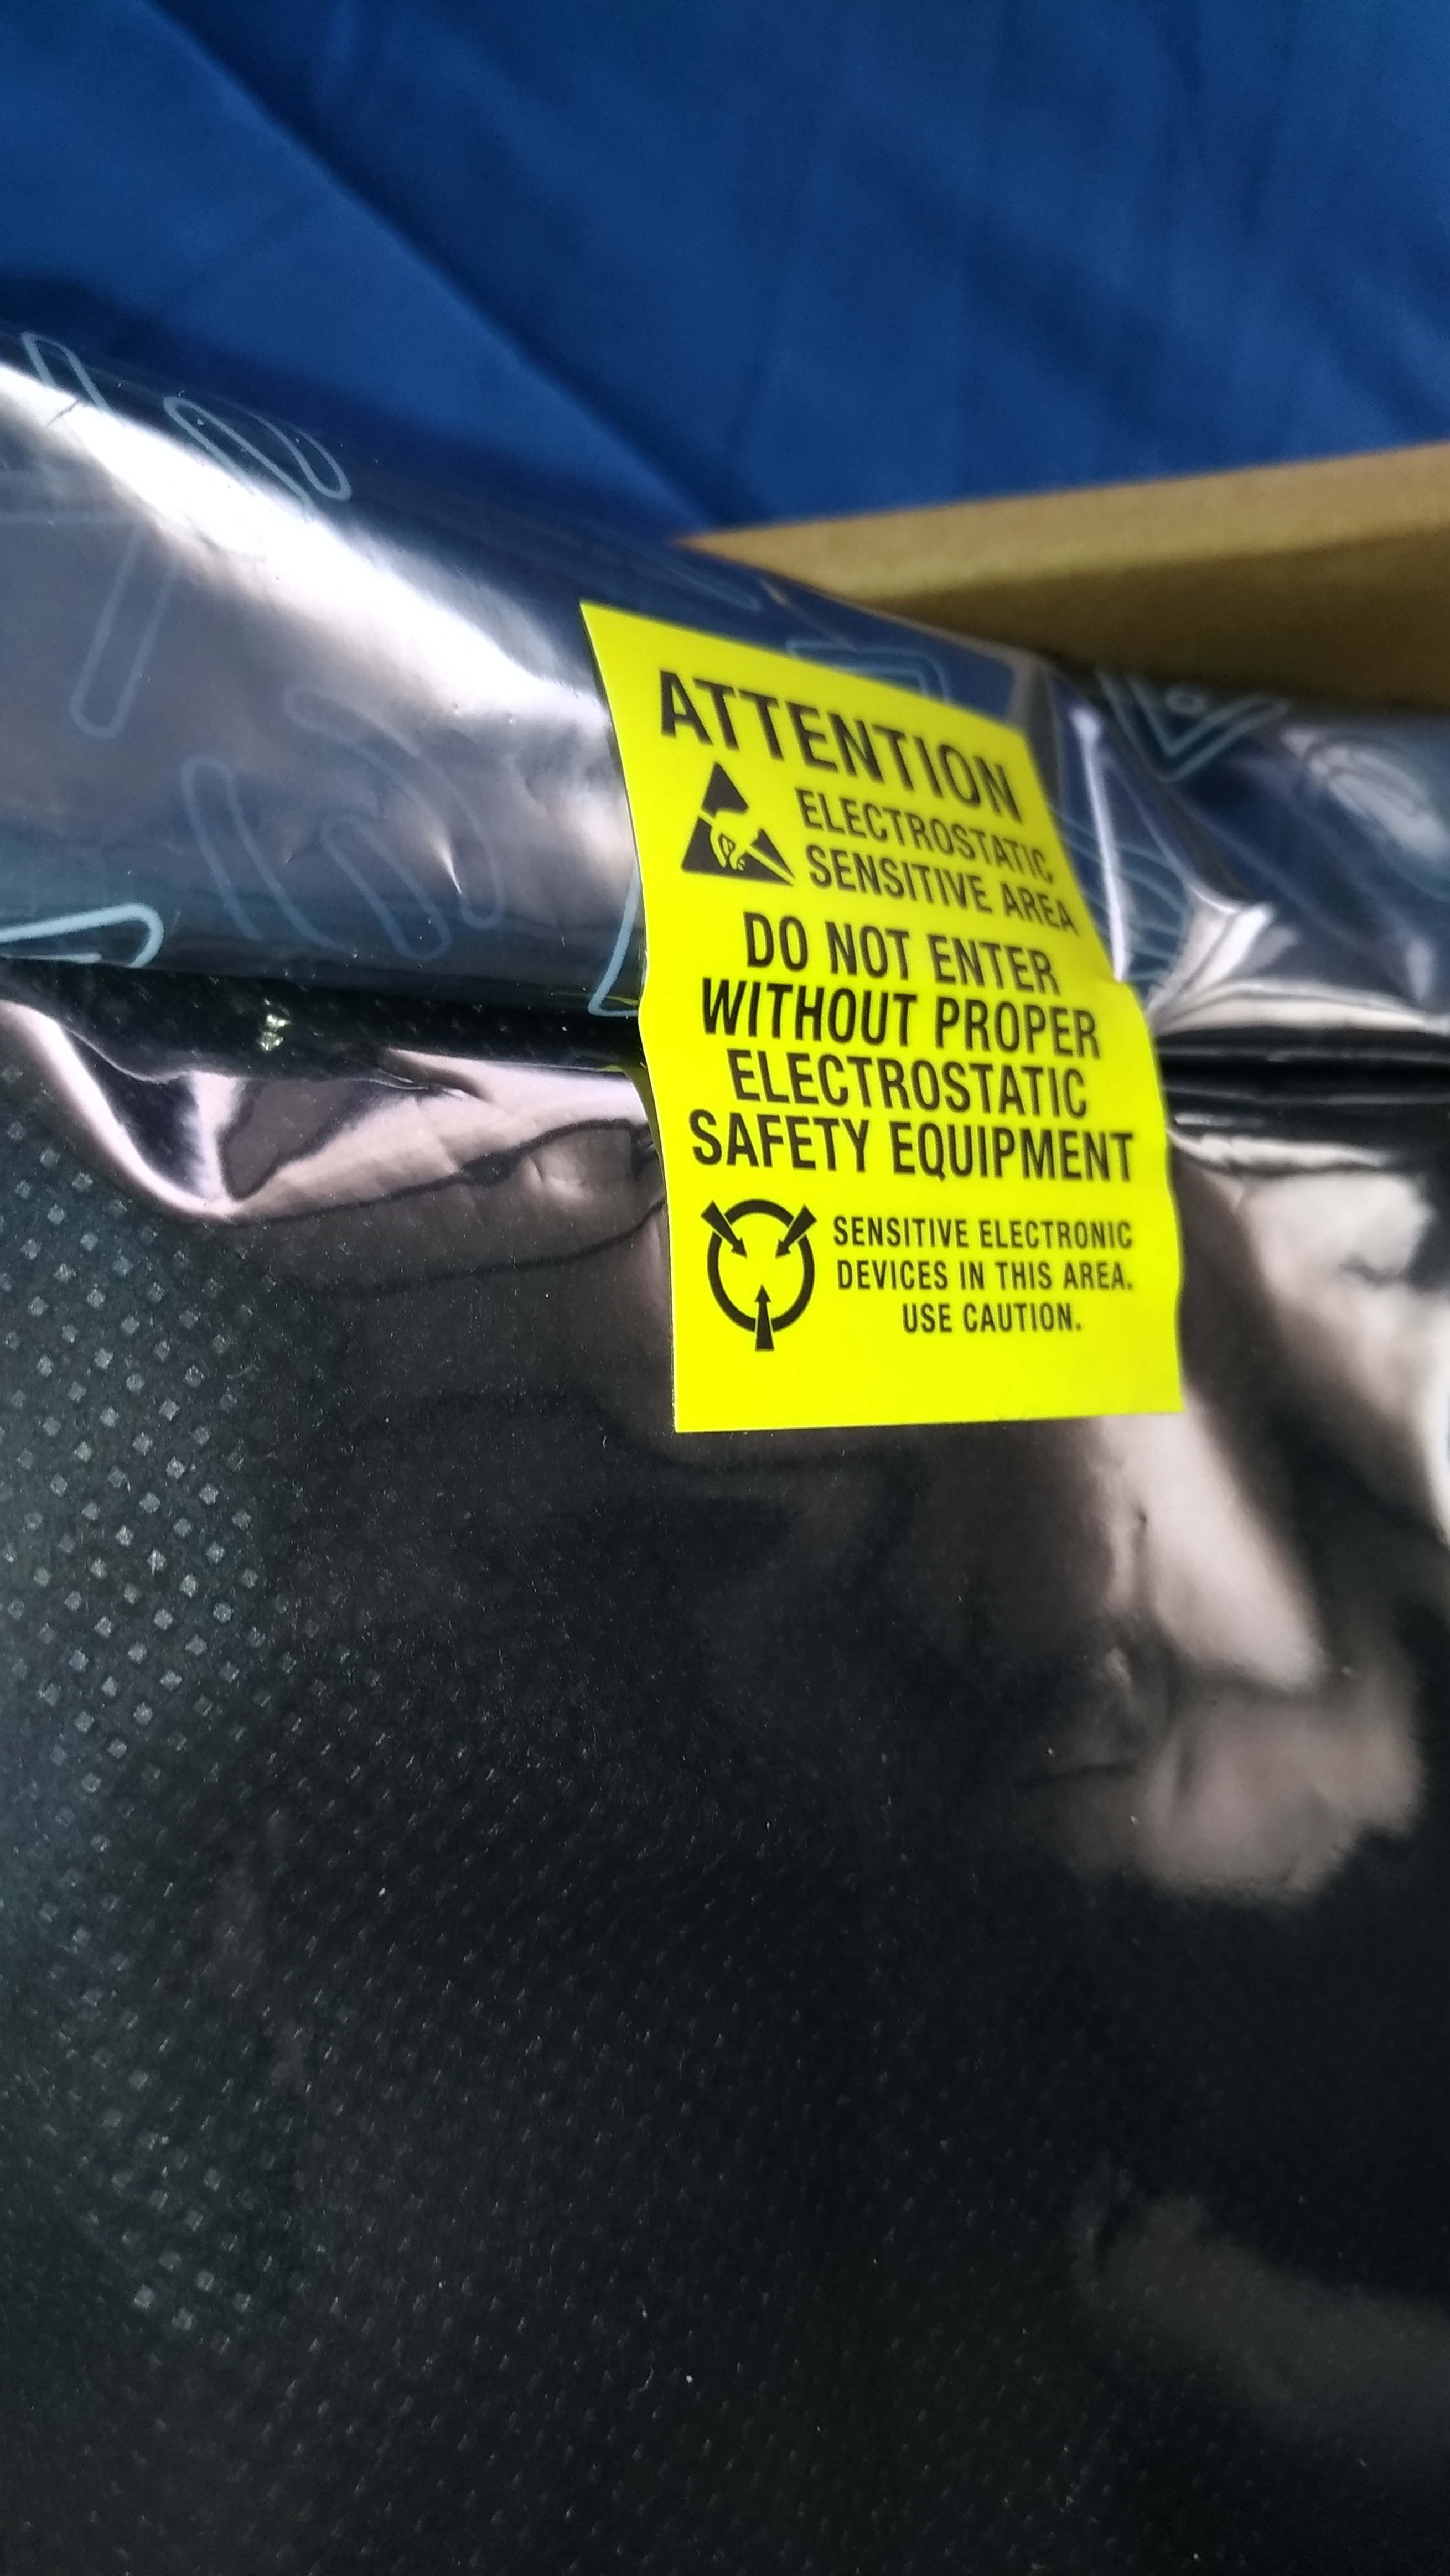 ATTENTION
ELECTROSTATIC
SENSITIVE AREA
DO NOT ENTER
WITHOUT PROPER
ELECTROSTATIC
SAFETY EQUIPMENT
SENSITIVE ELECTRONIC
DEVICES IN THIS AREA.
USE CAUTION.